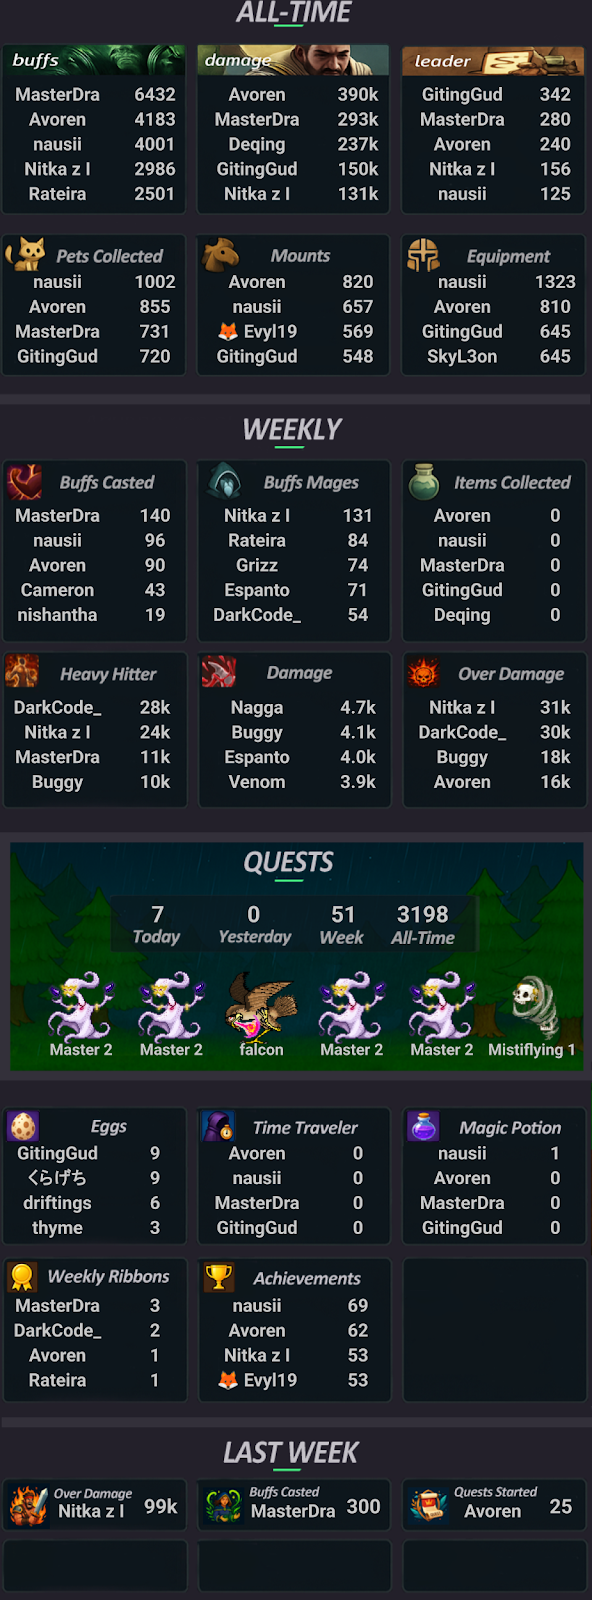 ALL-TIME
buffs
MasterDra 6432
Avoren 4183
nausii 4001
Nitka z l 2986
Rateira 2501
damage
Avoren 390k
MasterDra 293k
Deqing 237k
GitingGud 150k
Nitka z l 131k
leader
GitingGud 342
MasterDra 280
Avoren 240
Nitka z l 156
nausii 125
Pets Collected
nausii 1002
Avoren 855
MasterDra 731
GitingGud 720
Mounts
Avoren 820
nausii 657
🦊 Evyl19 569
GitingGud 548
Equipment
nausii 1323
Avoren 810
GitingGud 645
SkyL3on 645
WEEKLY
Buffs Casted
MasterDra 140
nausii 96
Avoren 90
Cameron 43
nishantha 19
Buffs Mages
Nitka z l 131
Rateira 84
Grizz 74
Espanto 71
DarkCode_ 54
Items Collected
Avoren 0
nausii 0
MasterDra 0
GitingGud 0
Deqing 0
Heavy Hitter
DarkCode_ 28k
Nitka z l 24k
MasterDra 11k
Buggy 10k
Damage
Nagga 4.7k
Buggy 4.1k
Espanto 4.0k
Venom 3.9k
Over Damage
Nitka z l 31k
DarkCode_ 30k
Buggy 18k
Avoren 16k
QUESTS
7 0 51 3198
Today Yesterday Week All-Time
Master 2 Master 2 falcon Master 2 Master 2 Mistiflying 1
Eggs
GitingGud 9
くらげち 9
driftings 6
thyme 3
Time Traveler
Avoren 0
nausii 0
MasterDra 0
GitingGud 0
Magic Potion
nausii 1
Avoren 0
MasterDra 0
GitingGud 0
Weekly Ribbons
MasterDra 3
DarkCode_ 2
Avoren 1
Rateira 1
Achievements
nausii 69
Avoren 62
Nitka z l 53
🦊 Evyl19 53
LAST WEEK
Over Damage
Nitka z l 99k
Buffs Casted
MasterDra 300
Quests Started
Avoren 25